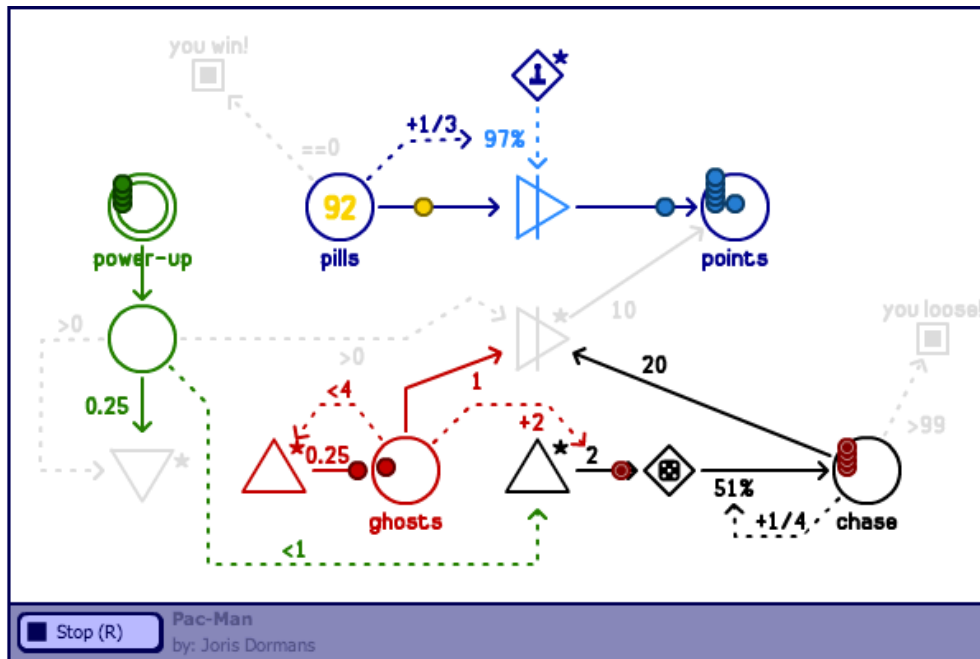 you win!
+1/3
97%
==0
92
power-up
pills
points
>0
10
you loose!
>0
20
0.25
<4
1
>99
+2
0.25
2
51%
ghosts
+1/4
chase
<1
Stop (R)
Pac-Man
by: Joris Dormans